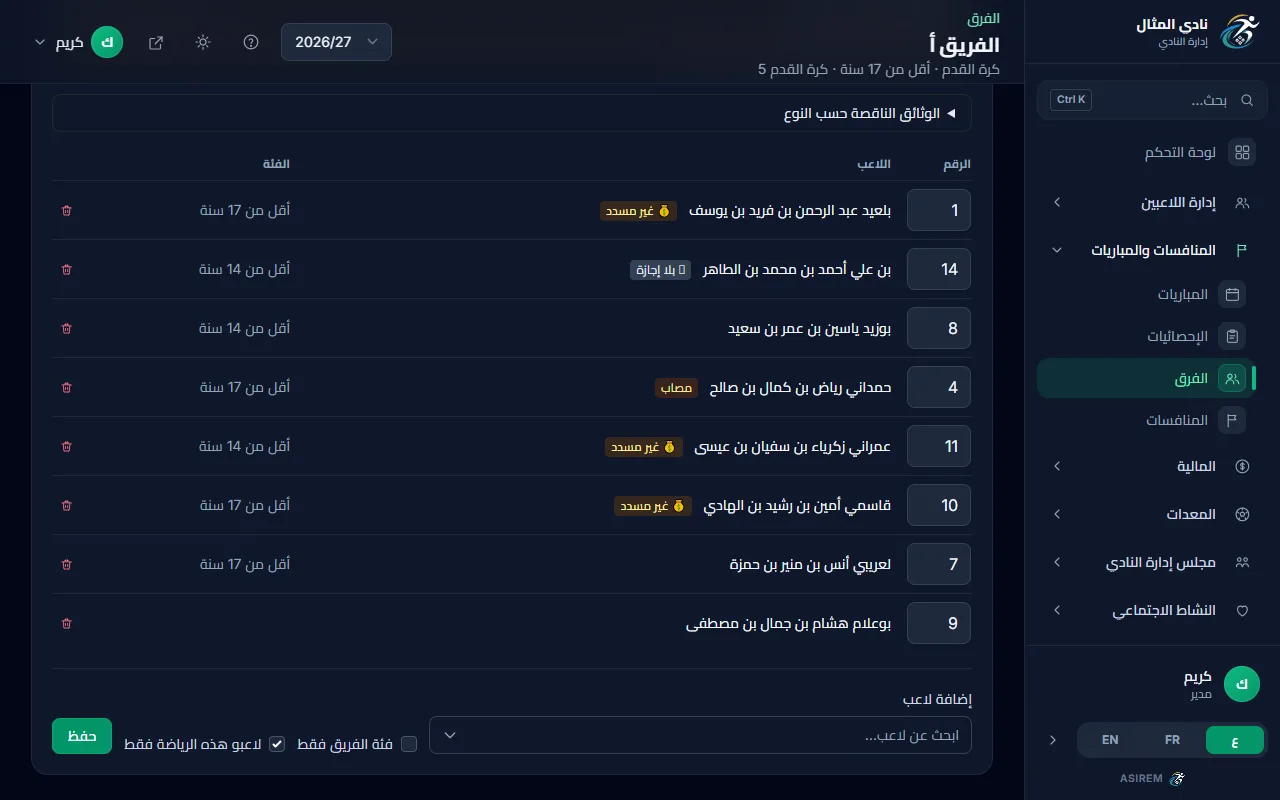 نادي المثال
إدارة النادي
بحث...
Ctrl K
لوحة التحكم
إدارة اللاعبين
المنافسات والمباريات
المباريات
الإحصائيات
الفرق
المنافسات
المالية
المعدات
مجلس إدارة النادي
النشاط الاجتماعي
ك
كريم
مدير
ع
FR
EN
ASIREM
الفرق
الفريق أ
كرة القدم · أقل من 17 سنة · كرة القدم 5
2026/27
ك
كريم
الوثائق الناقصة حسب النوع
الرقم اللاعب الفئة
1 بلعيد عبد الرحمن بن فريد بن يوسف غير مسدد أقل من 17 سنة
14 بن علي أحمد بن محمد بن الطاهر بلا إجازة أقل من 14 سنة
8 بوزيد ياسين بن عمر بن سعيد أقل من 14 سنة
4 حمداني رياض بن كمال بن صالح مصاب أقل من 17 سنة
11 عمراني زكرياء بن سفيان بن عيسى غير مسدد أقل من 14 سنة
10 قاسمي أمين بن رشيد بن الهادي غير مسدد أقل من 17 سنة
7 لعريبي أنس بن منير بن حمزة أقل من 17 سنة
9 بوعلام هشام بن جمال بن مصطفى
إضافة لاعب
ابحث عن لاعب...
فئة الفريق فقط
لاعبو هذه الرياضة فقط
حفظ